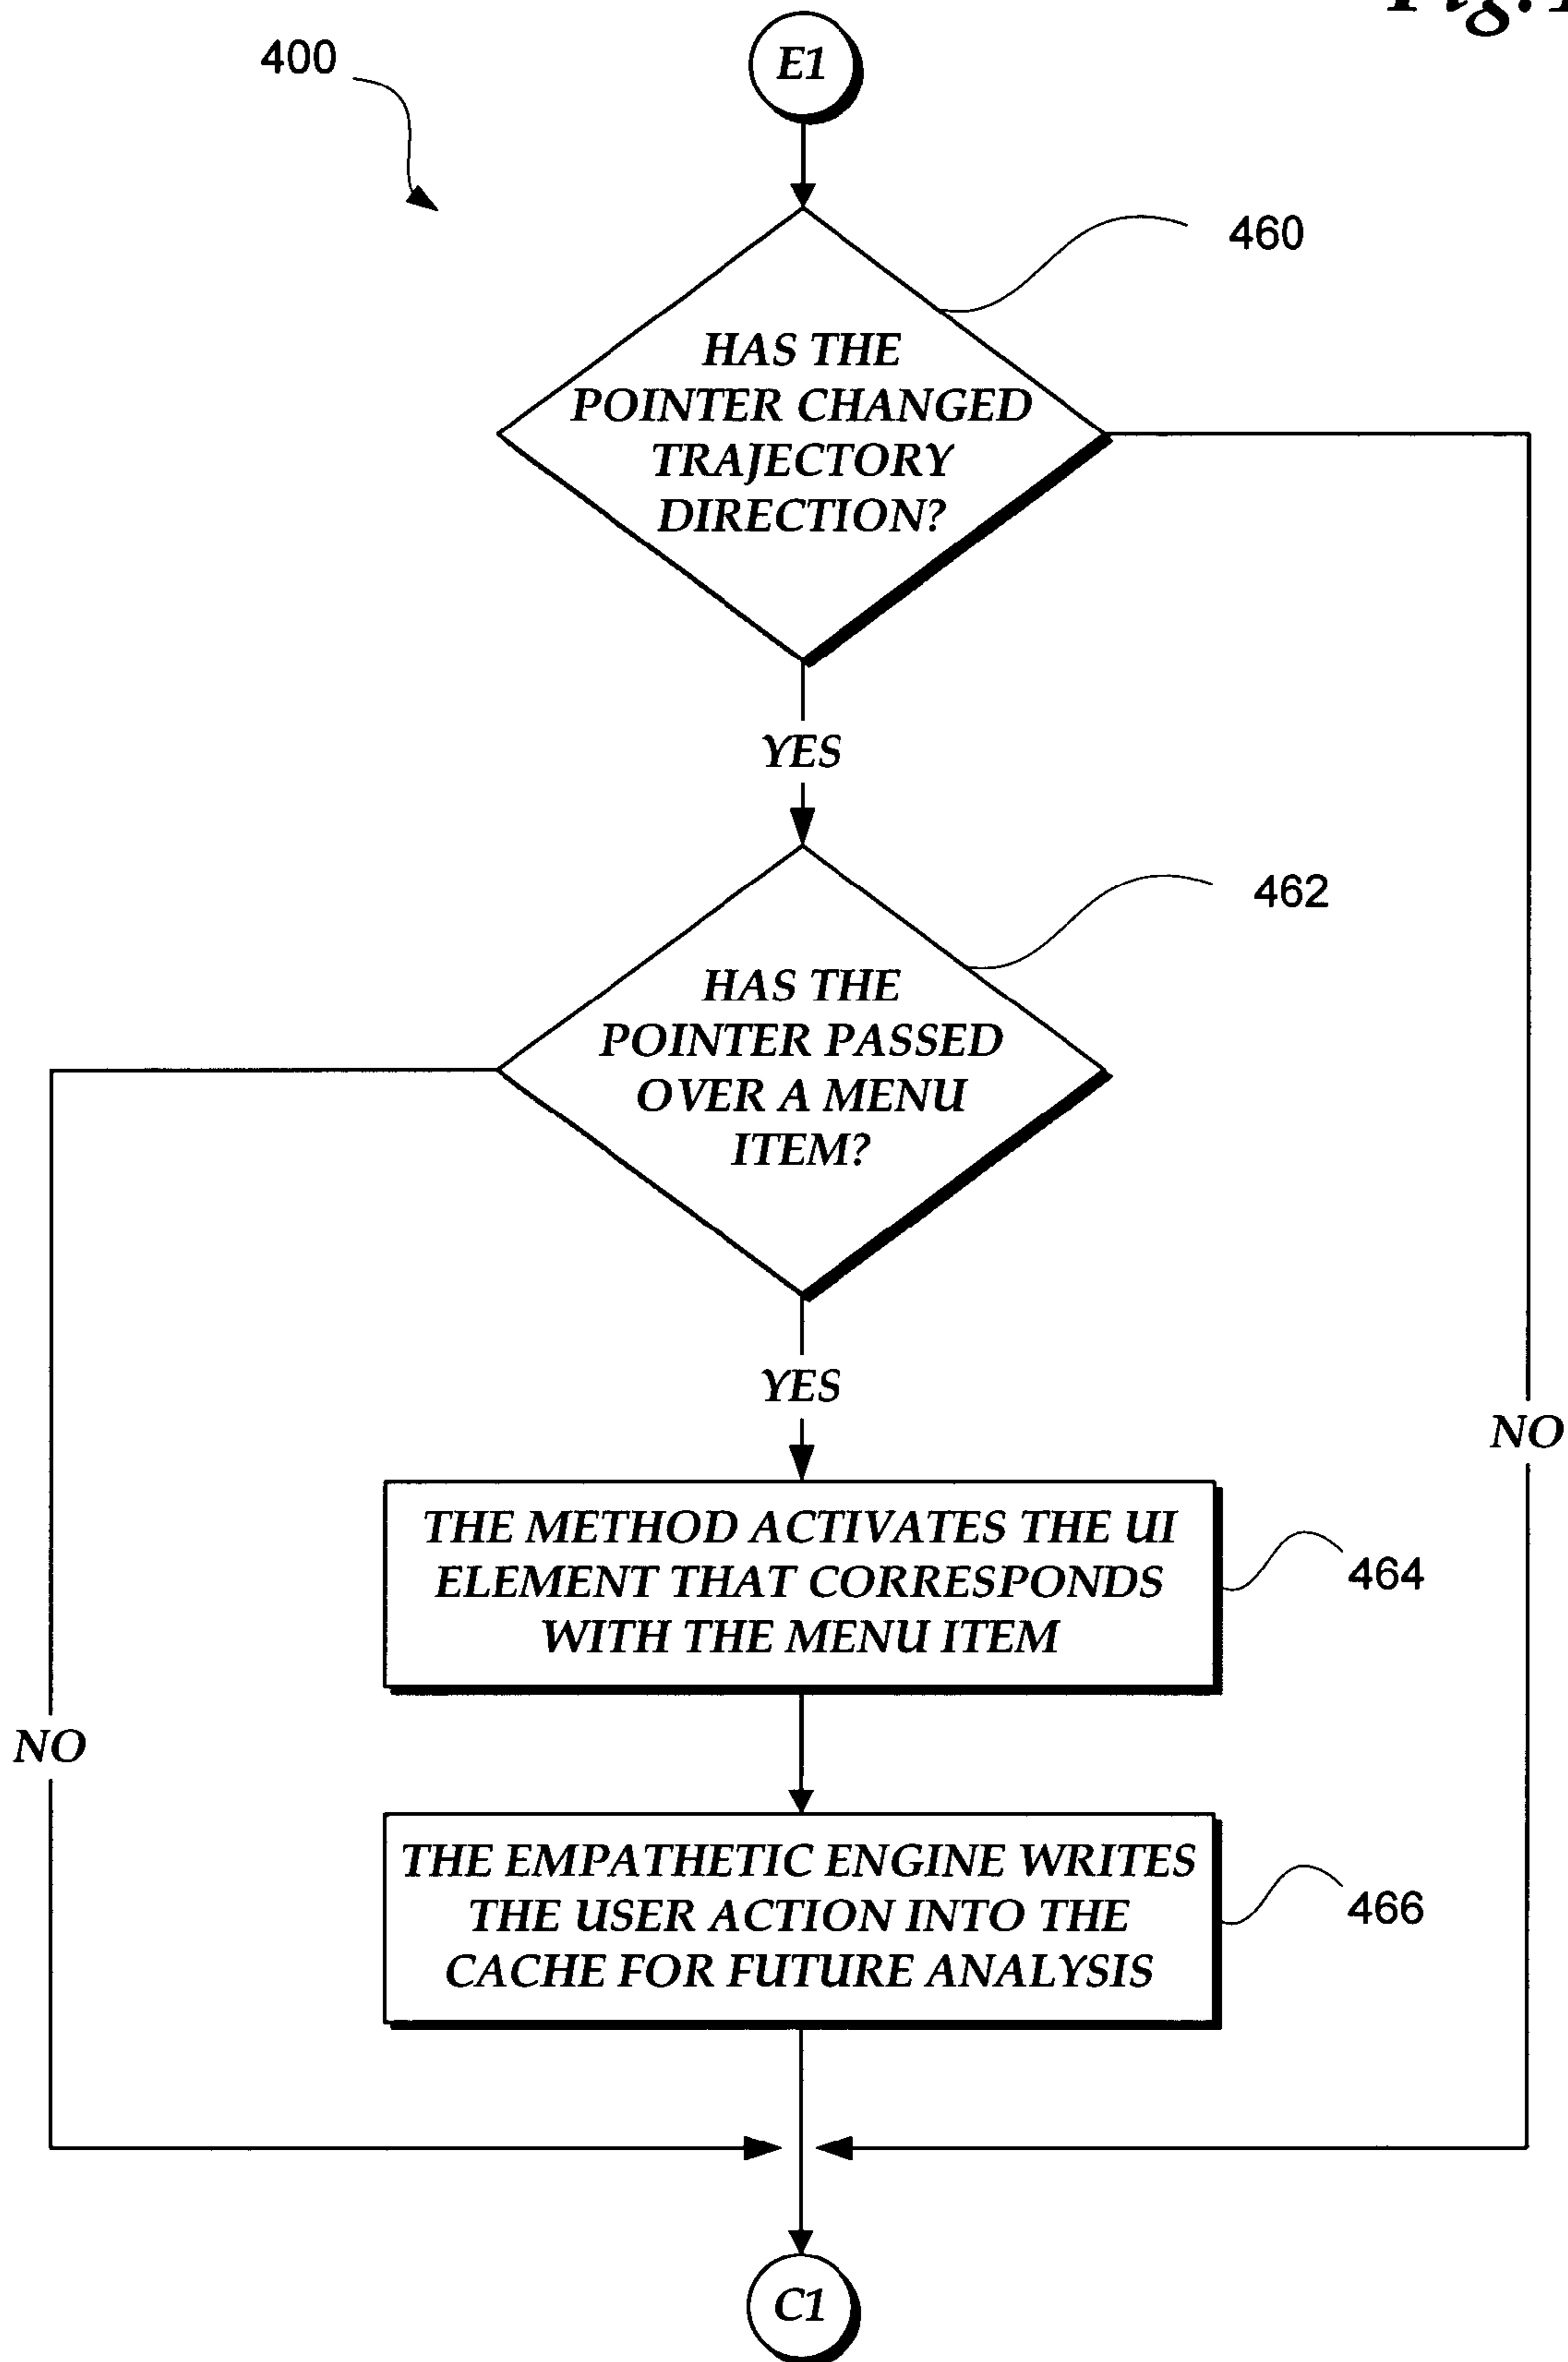 400
E1
460
HAS THE
POINTER CHANGED
TRAJECTORY
DIRECTION?
YES
462
HAS THE
POINTER PASSED
OVER A MENU
ITEM?
YES
NO
THE METHOD ACTIVATES THE UI
ELEMENT THAT CORRESPONDS
WITH THE MENU ITEM
464
NO
THE EMPATHETIC ENGINE WRITES
THE USER ACTION INTO THE
CACHE FOR FUTURE ANALYSIS
466
C1